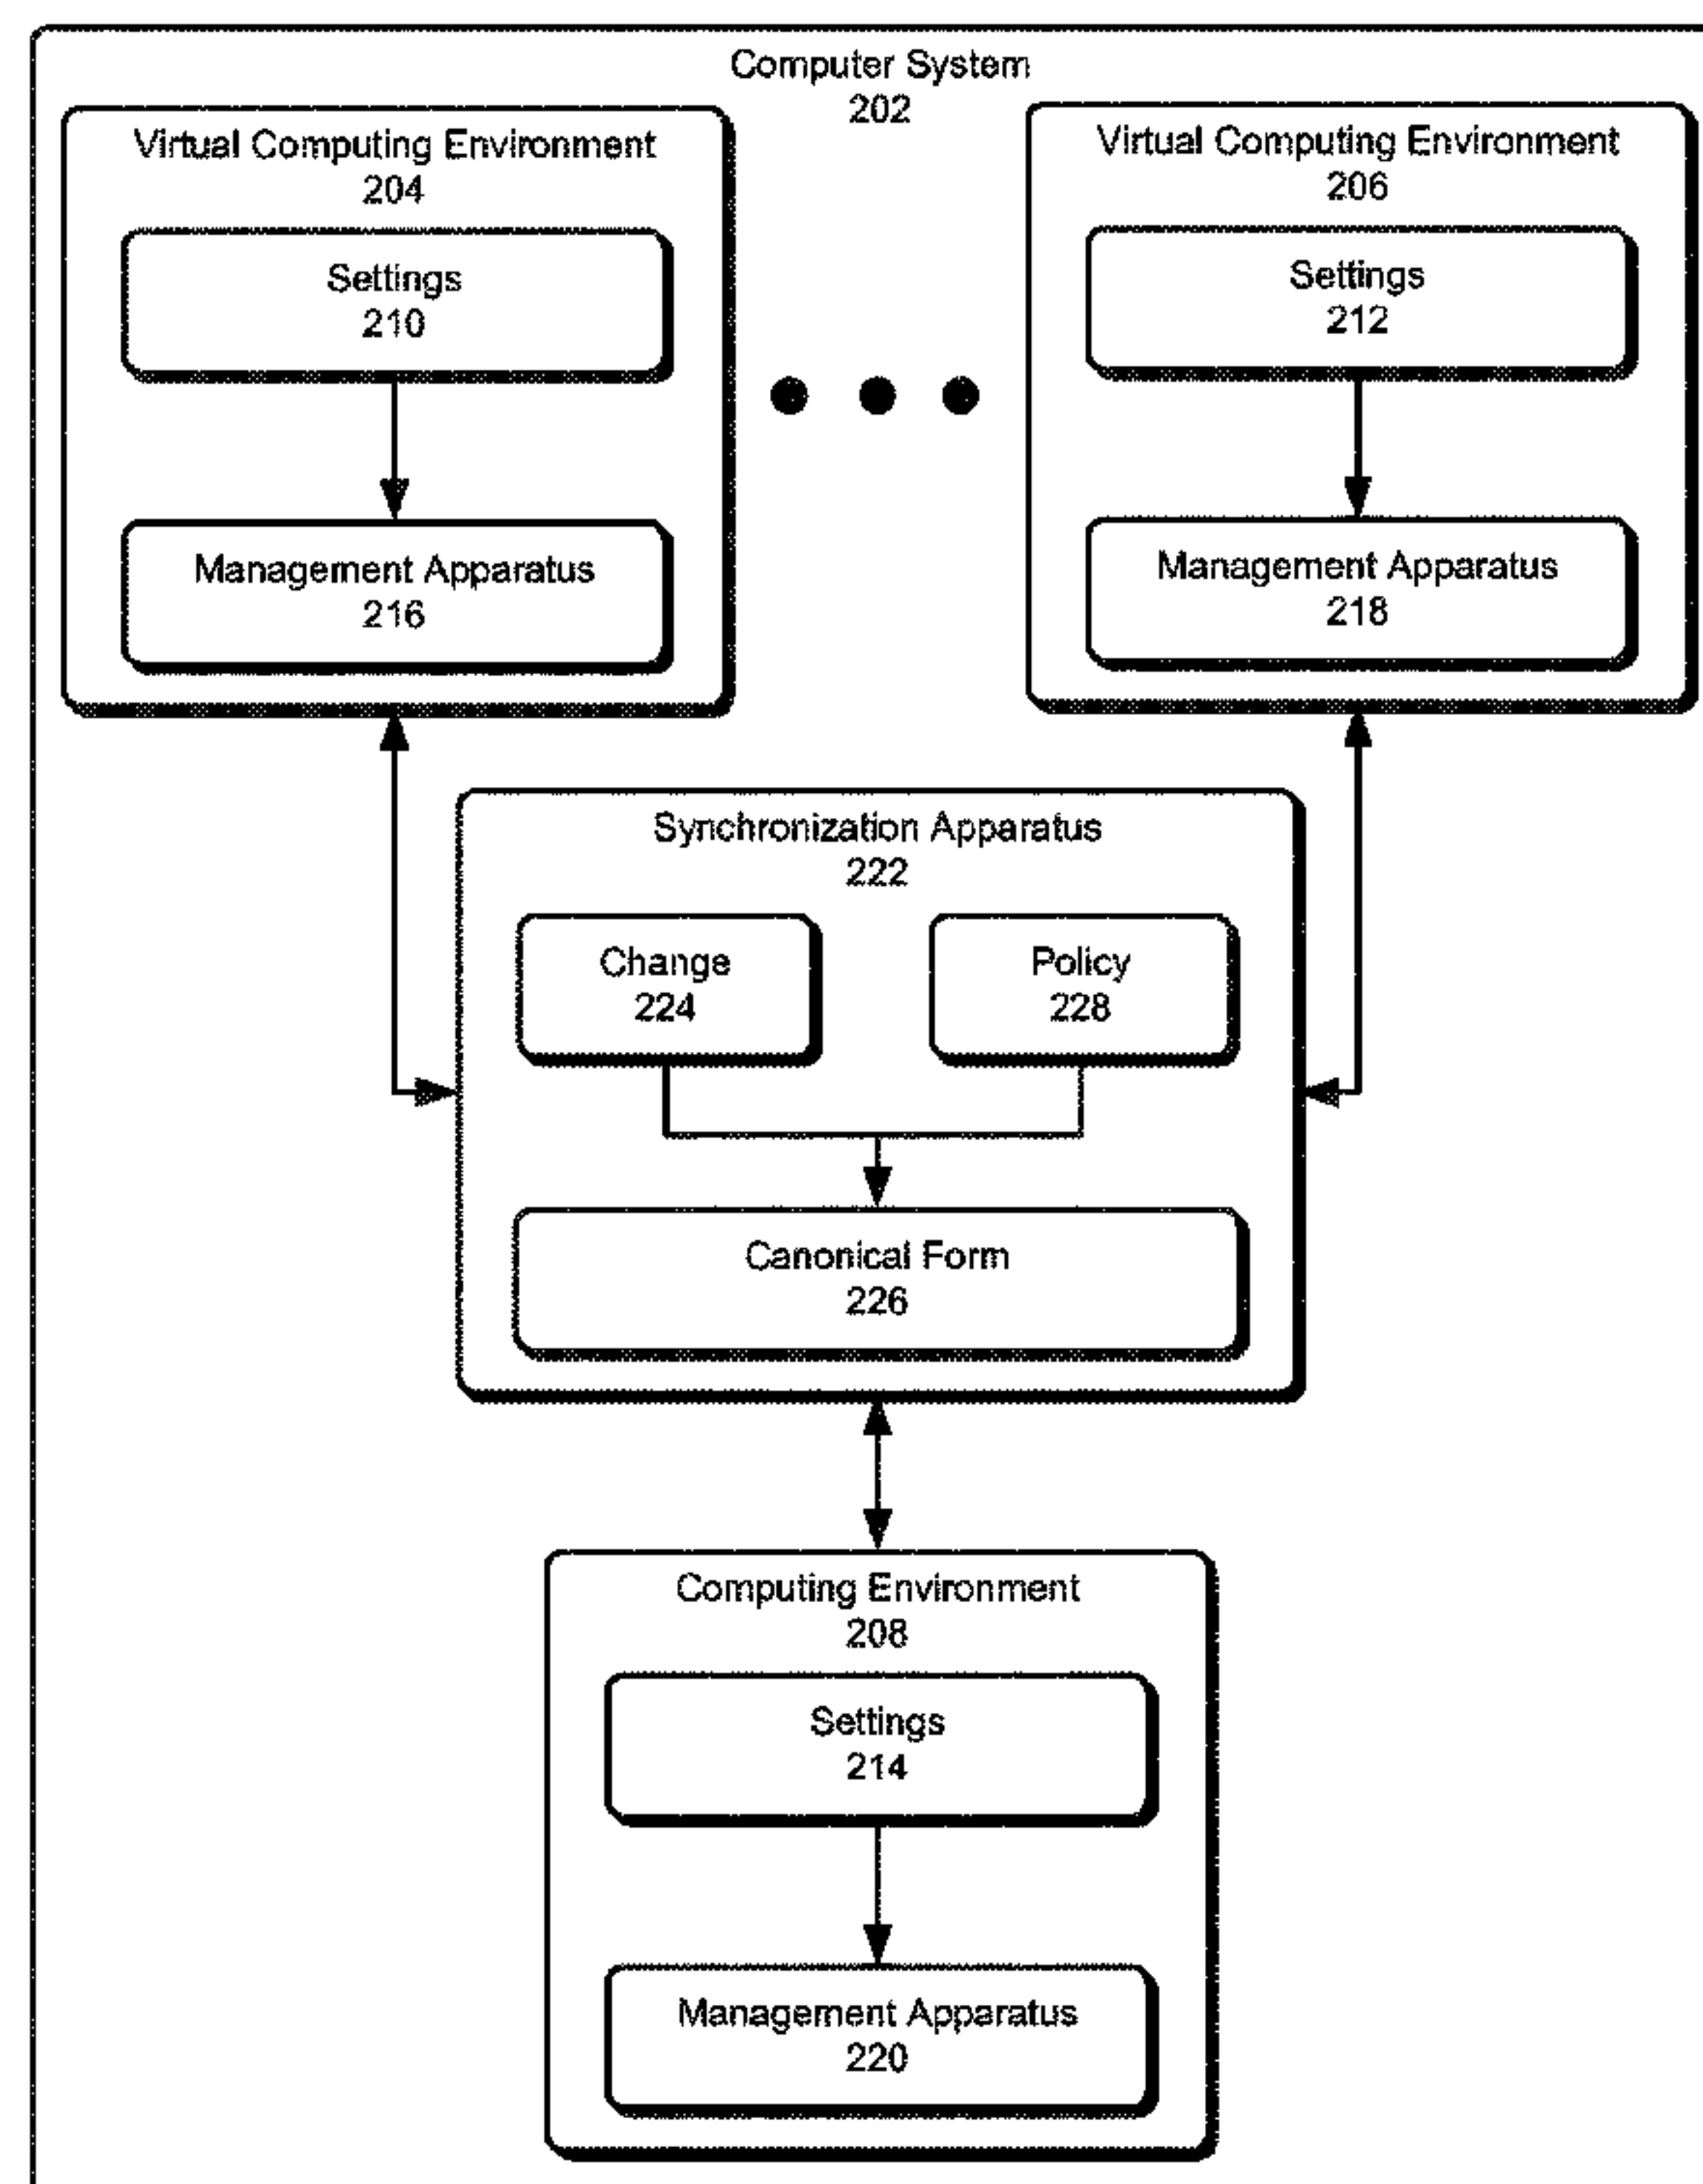 Computer System
202
Virtual Computing Environment
204
Settings
210
Management Apparatus
216
Virtual Computing Environment
206
Settings
212
Management Apparatus
218
Synchronization Apparatus
222
Change
224
Policy
228
Canonical Form
226
Computing Environment
208
Settings
214
Management Apparatus
220